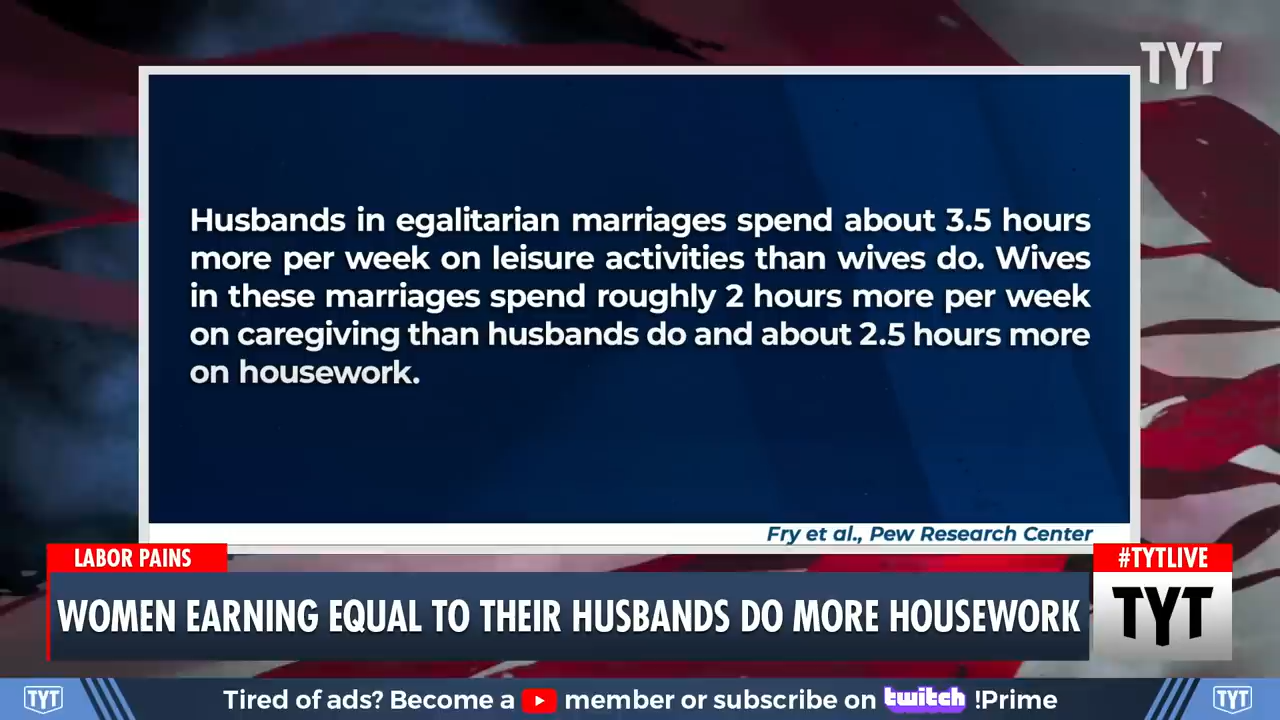 TYT
Husbands in egalitarian marriages spend about 3.5 hours
more per week on leisure activities than wives do. Wives
in these marriages spend roughly 2 hours more per week
on caregiving than husbands do and about 2.5 hours more
on housework.
Fry et al., Pew Research Center
LABOR PAINS
#TYTLIVE
WOMEN EARNING EQUAL TO THEIR HUSBANDS DO MORE HOUSEWORK
TYT
TYT
Tired of ads? Become a member or subscribe on twitch !Prime
TYT